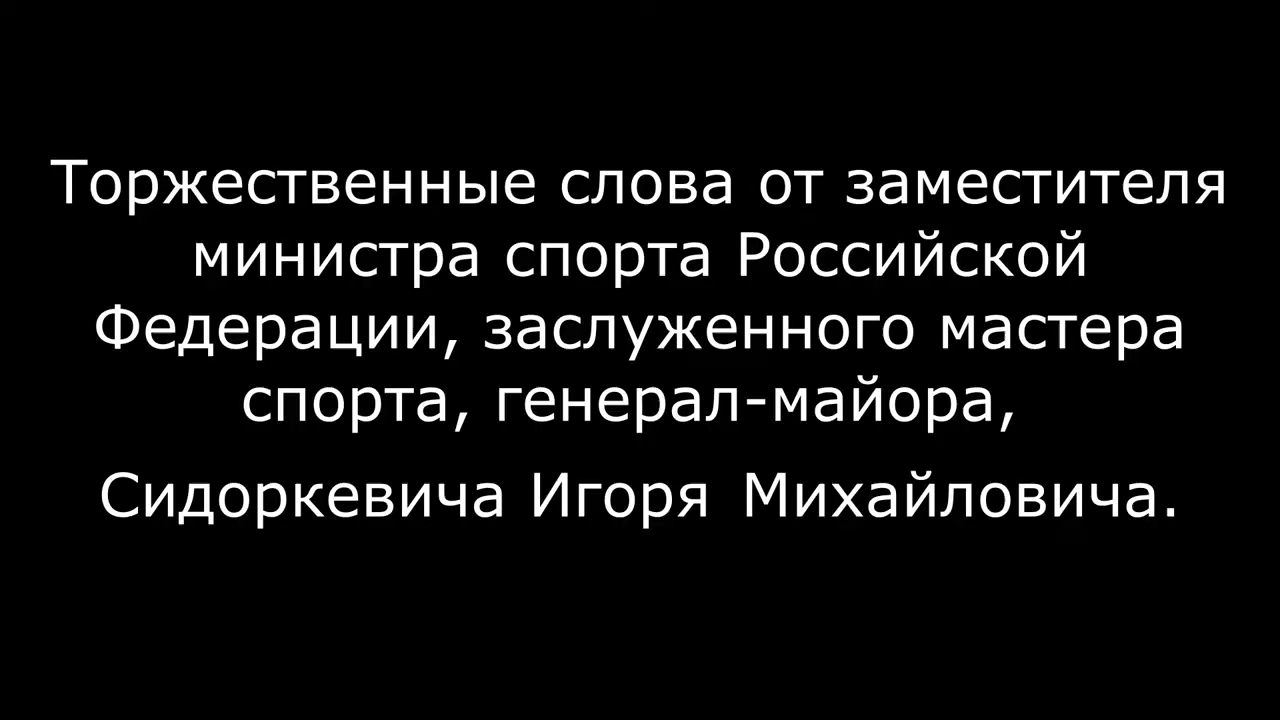 Торжественные слова от заместителя
министра спорта Российской
Федерации, заслуженного мастера
спорта, генерал-майора,
Сидоркевича Игоря Михайловича.